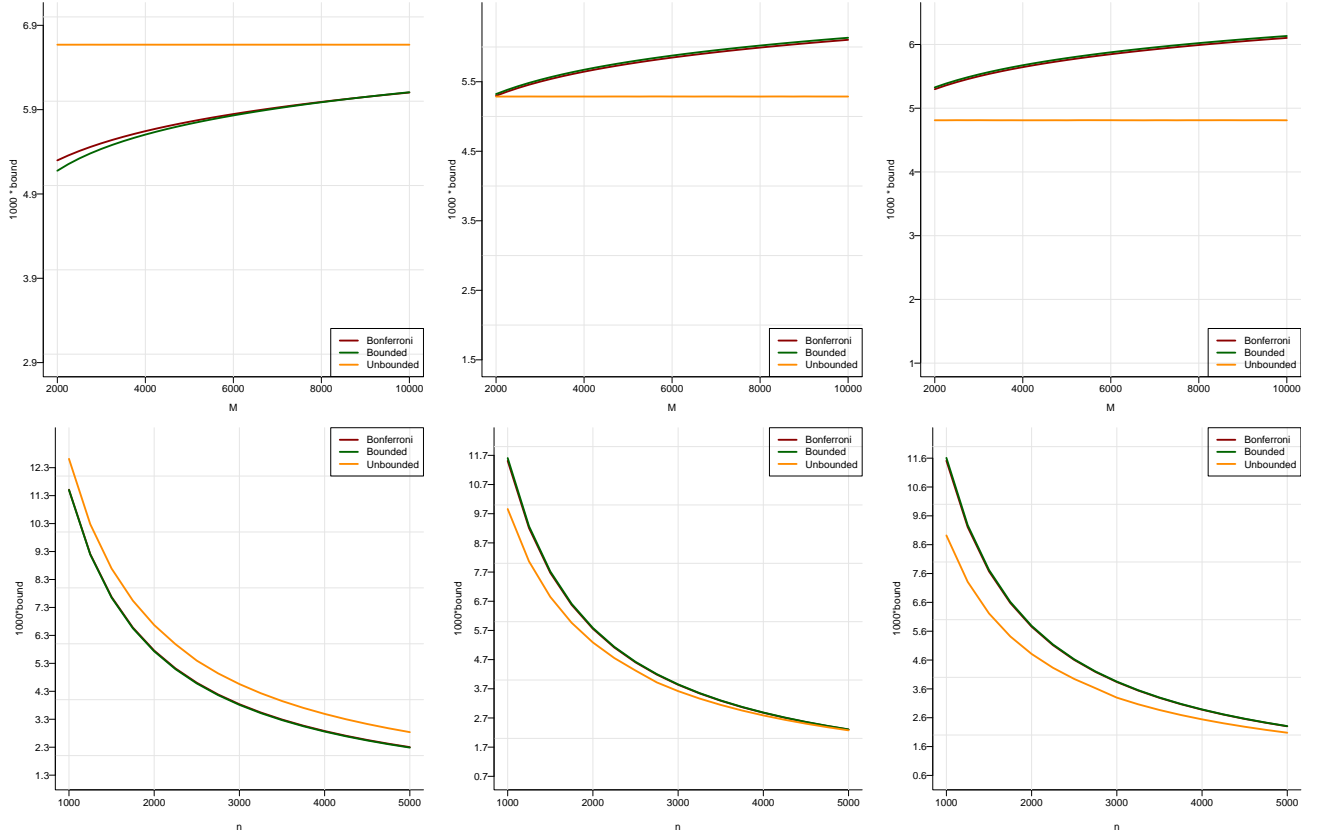 6.9
5.9
4.9
3.9
2.9
1000 * bound
2000 4000 6000 8000 10000
M
Bonferroni
Bounded
Unbounded
5.5
4.5
3.5
2.5
1.5
1000 * bound
2000 4000 6000 8000 10000
M
Bonferroni
Bounded
Unbounded
6
5
4
3
2
1
1000 * bound
2000 4000 6000 8000 10000
M
Bonferroni
Bounded
Unbounded
12.3
11.3
10.3
9.3
8.3
7.3
6.3
5.3
4.3
3.3
2.3
1.3
1000*bound
1000 2000 3000 4000 5000
n
Bonferroni
Bounded
Unbounded
11.7
10.7
9.7
8.7
7.7
6.7
5.7
4.7
3.7
2.7
1.7
0.7
1000*bound
1000 2000 3000 4000 5000
n
Bonferroni
Bounded
Unbounded
11.6
10.6
9.6
8.6
7.6
6.6
5.6
4.6
3.6
2.6
1.6
0.6
1000*bound
1000 2000 3000 4000 5000
n
Bonferroni
Bounded
Unbounded